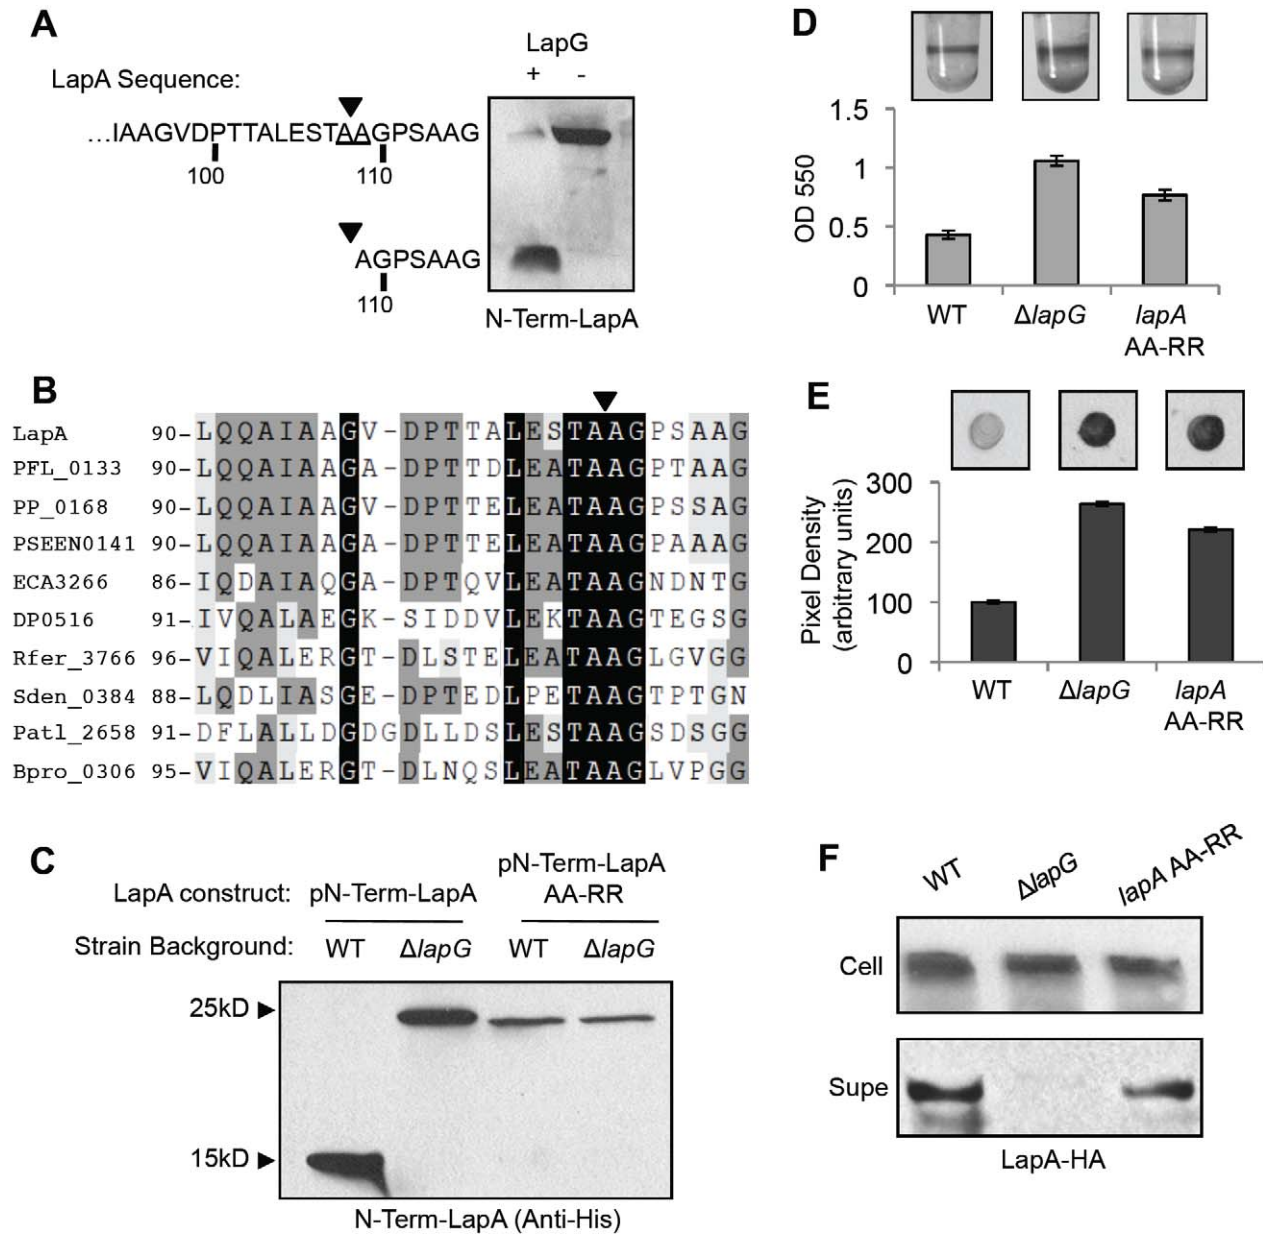 A
LapA Sequence:
LapG
+ -
...IAAGVDPTTALESTAAGPSAAG
100 110
AGPSAAG
110
N-Term-LapA
B
LapA 90-LQQAIAAGV-DPTTALESTAAGPSAAG
PFL_0133 90-LQQAIAAGA-DPTTDLEATAAGPTAAG
PP_0168 90-LQQAIAAGV-DPTTELEATAAGPSSAG
PSEEN0141 90-LQQAIAAGA-DPTTELEATAAGPAAAG
ECA3266 86-IQDAIAQGA-DPTQVLEATAAGNDNTG
DP0516 91-IVQALAEGK-SIDDVLEKTAAGTEGSG
Rfer_3766 96-VIQALERGT-DLSTELEATAAGLGVGG
Sden_0384 88-LQDLIASGE-DPTEDLPETAAGTPTGN
Patl_2658 91-DFLALLDGDGDLLDSLESTAAGSDSGG
Bpro_0306 95-VIQALERGT-DLNQSLEATAAGLVPGG
C
LapA construct: pN-Term-LapA pN-Term-LapA
AA-RR
Strain Background: WT ΔlapG WT ΔlapG
25kD
15kD
N-Term-LapA (Anti-His)
D
OD 550
1.5
1
0.5
0
WT ΔlapG lapA
AA-RR
E
Pixel Density
(arbitrary units)
300
200
100
0
WT ΔlapG lapA
AA-RR
F
WT ΔlapG lapA AA-RR
Cell
Supe
LapA-HA